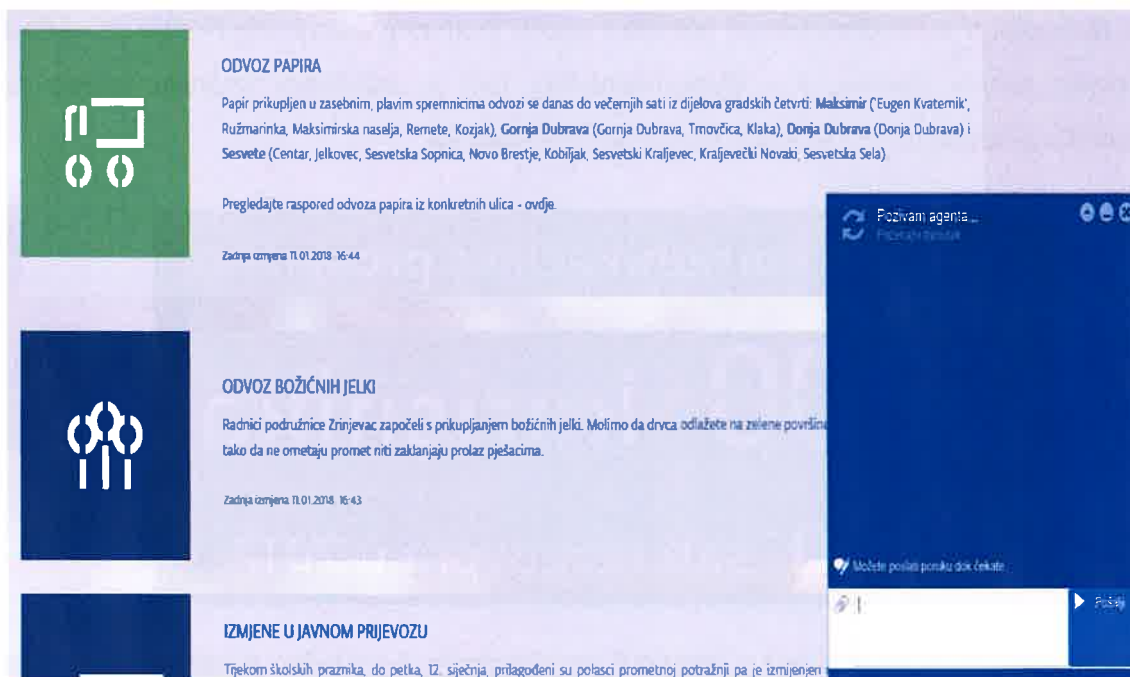 ODVOZ PAPIRA
Papir prikupljen u zasebnim, plavim spremnicima odvozi se danas do večernjih sati iz dijelova gradskih četvrti: Maksimir ('Eugen Kvaternik',
Ružmarinka, Maksimirska naselja, Remete, Kozjak), Gornja Dubrava (Gornja Dubrava, Trnovčica, Klaka), Donja Dubrava (Donja Dubrava) i
Sesvete (Centar, Jelkovec, Sesvetska Sopnica, Novo Brestje, Kobiljak, Sesvetski Kraljevec, Kraljevečki Novaki, Sesvetska Sela)
Pregledajte raspored odvoza papira iz konkretnih ulica - ovdje.
Zadnja izmjena 11.01.2018 16:44
Pozivam agenta ...
ODVOZ BOŽIĆNIH JELKI
Radnici podružnice Zrinjevac započeli s prikupljanjem božićnih jelki. Molimo da drvca odlažete na zelene površine
tako da ne ometaju promet niti zaklanjaju prolaz pješacima.
Zadnja izmjena 11.01.2018 16:43
Možete poslati poruku dok čekate
Pošalji
IZMJENE U JAVNOM PRIJEVOZU
Tijekom školskih praznika, do petka, 12. siječnja, prilagođeni su polasci prometnoj potražnji pa je izmijenjen